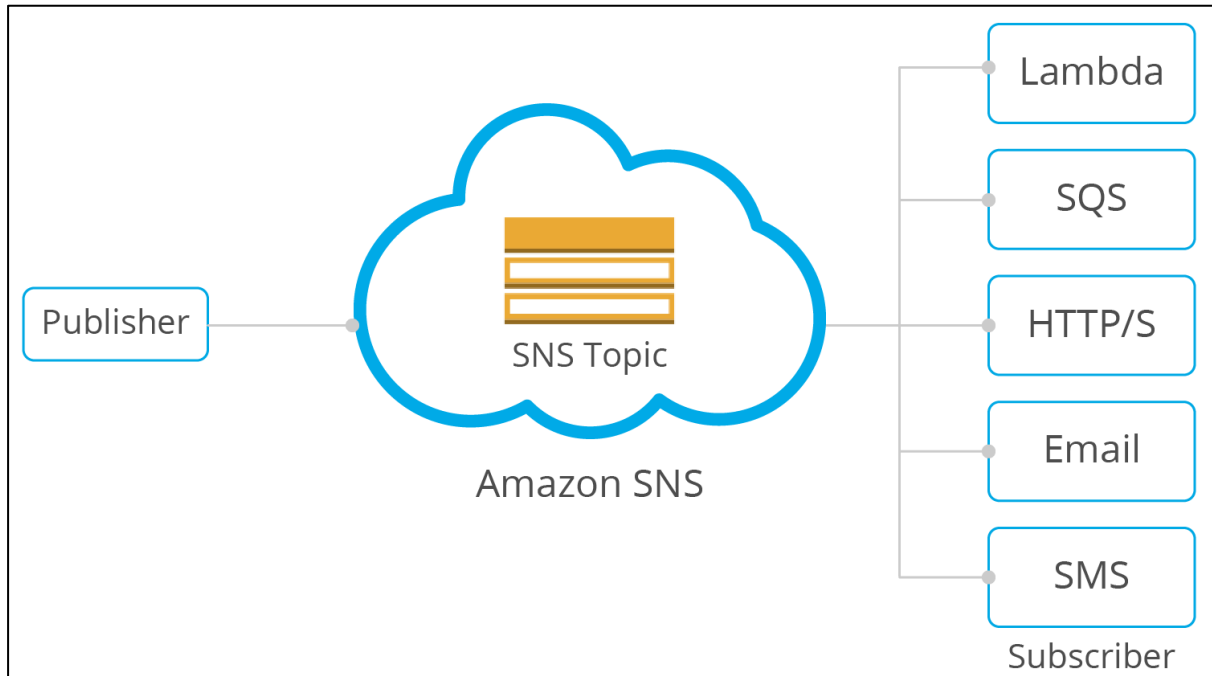 Publisher
SNS Topic
Amazon SNS
Lambda
SQS
HTTP/S
Email
SMS
Subscriber